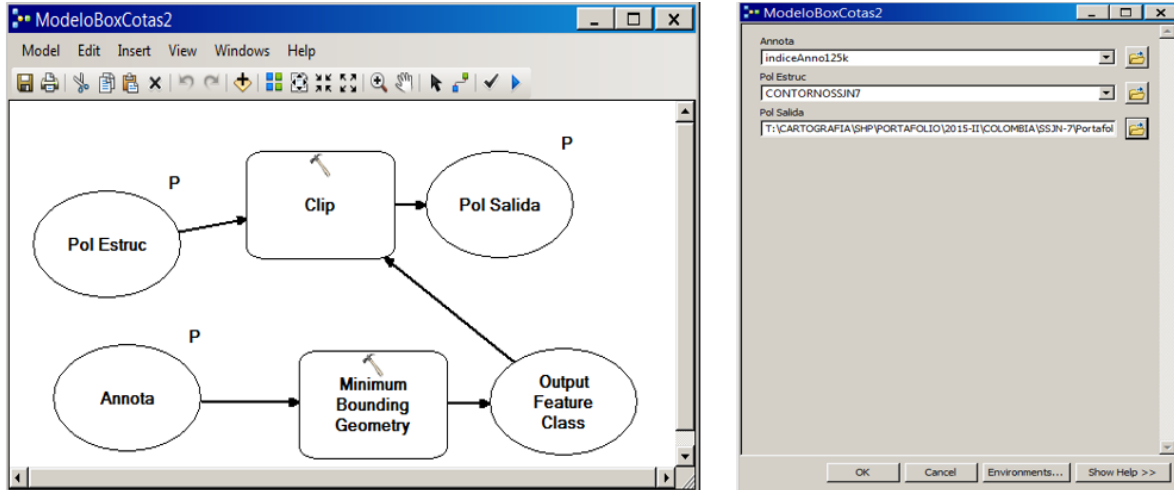 ModeloBoxCotas2
Model Edit Insert View Windows Help
P
P
Clip
Pol Salida
Pol Estruc
P
Annota
Minimum
Bounding
Geometry
Output
Feature
Class
ModeloBoxCotas2
Annota
indiceAnno125k
Pol Estruc
CONTORNOSSJN7
Pol Salida
T:\CARTOGRAFIA\SHP\PORTAFOLIO\2015-II\COLOMBIA\SSJN-7\Portafol
OK Cancel Environments... Show Help >>